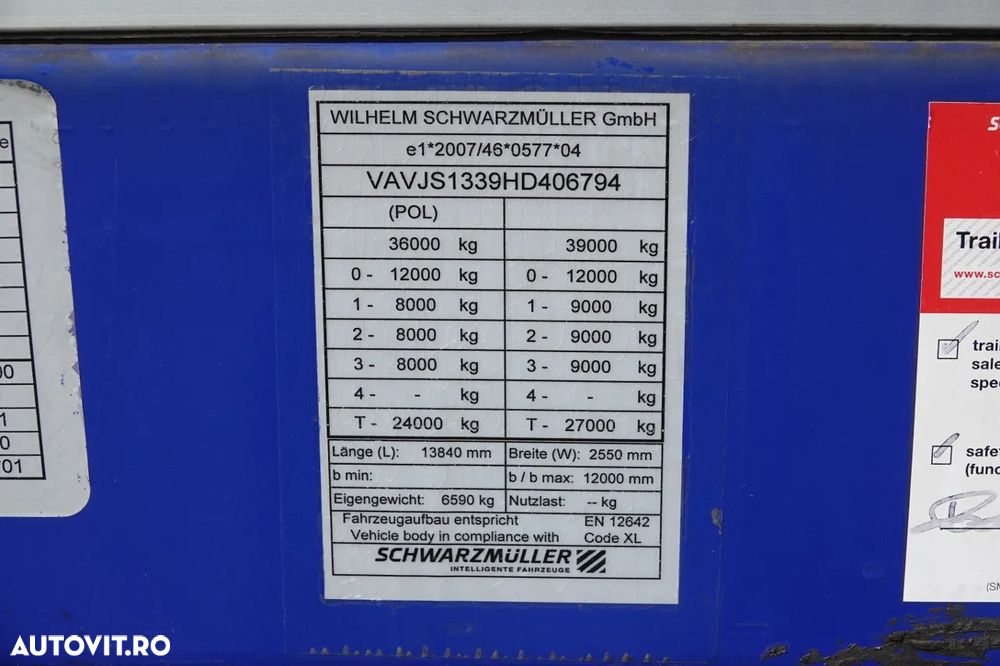 WILHELM SCHWARZMÜLLER GmbH
e1*2007/46*0577*04
VAVJS1339HD406794
(POL)
36000 kg 39000 kg
0 - 12000 kg 0 - 12000 kg
1 - 8000 kg 1 - 9000 kg
2 - 8000 kg 2 - 9000 kg
3 - 8000 kg 3 - 9000 kg
4 - - kg 4 - - kg
T - 24000 kg T - 27000 kg
Länge (L): 13840 mm Breite (W): 2550 mm
b min: b / b max: 12000 mm
Eigengewicht: 6590 kg Nutzlast: -- kg
Fahrzeugaufbau entspricht EN 12642
Vehicle body in compliance with Code XL
SCHWARZMÜLLER
INTELLIGENTE FAHRZEUGE
Trail
www.sc
trai
sale
spe
safe
(func
(SM
AUTOVIT.RO